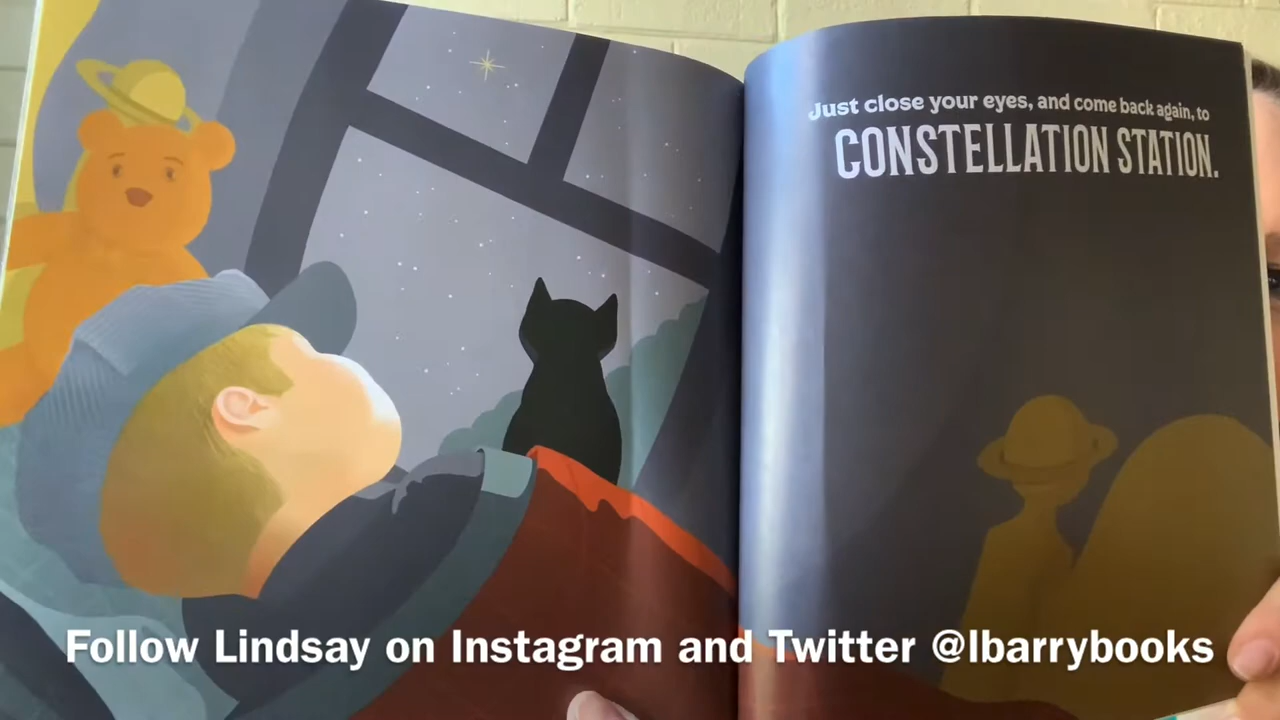 Just close your eyes, and come back again, to
CONSTELLATION STATION.
Follow Lindsay on Instagram and Twitter @lbarrybooks